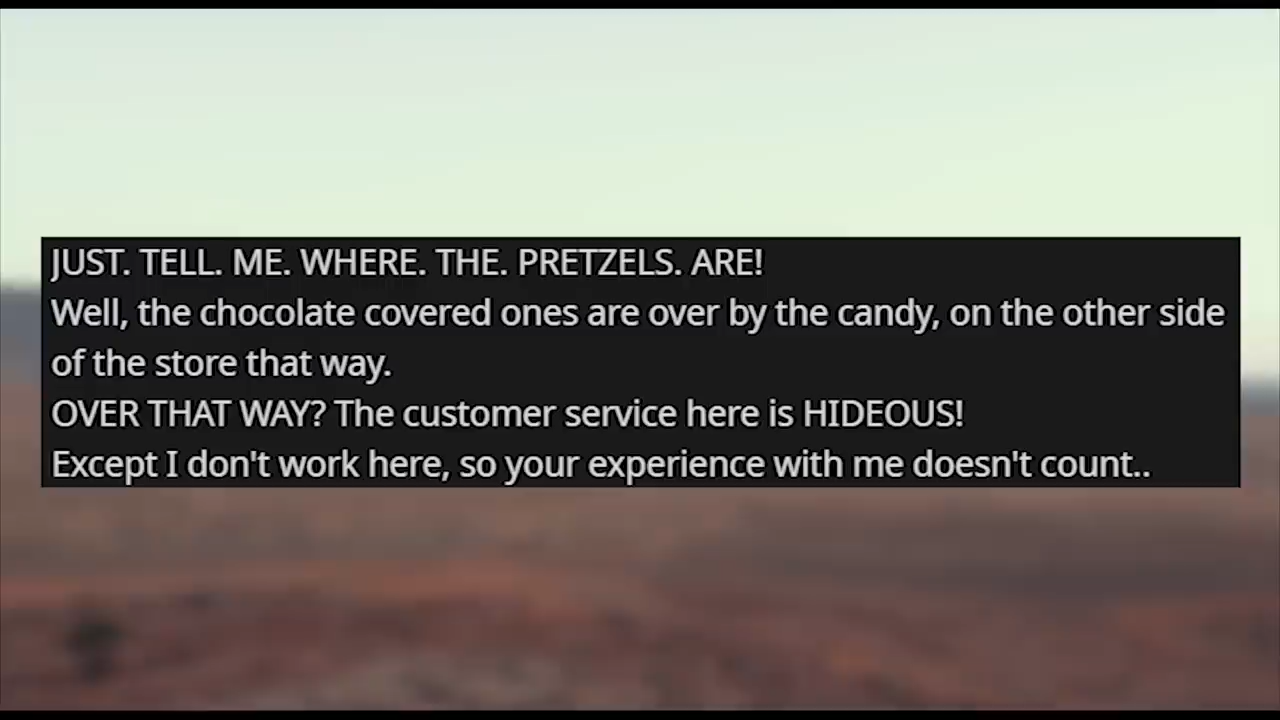 JUST. TELL. ME. WHERE. THE. PRETZELS. ARE!
Well, the chocolate covered ones are over by the candy, on the other side
of the store that way.
OVER THAT WAY? The customer service here is HIDEOUS!
Except I don't work here, so your experience with me doesn't count..